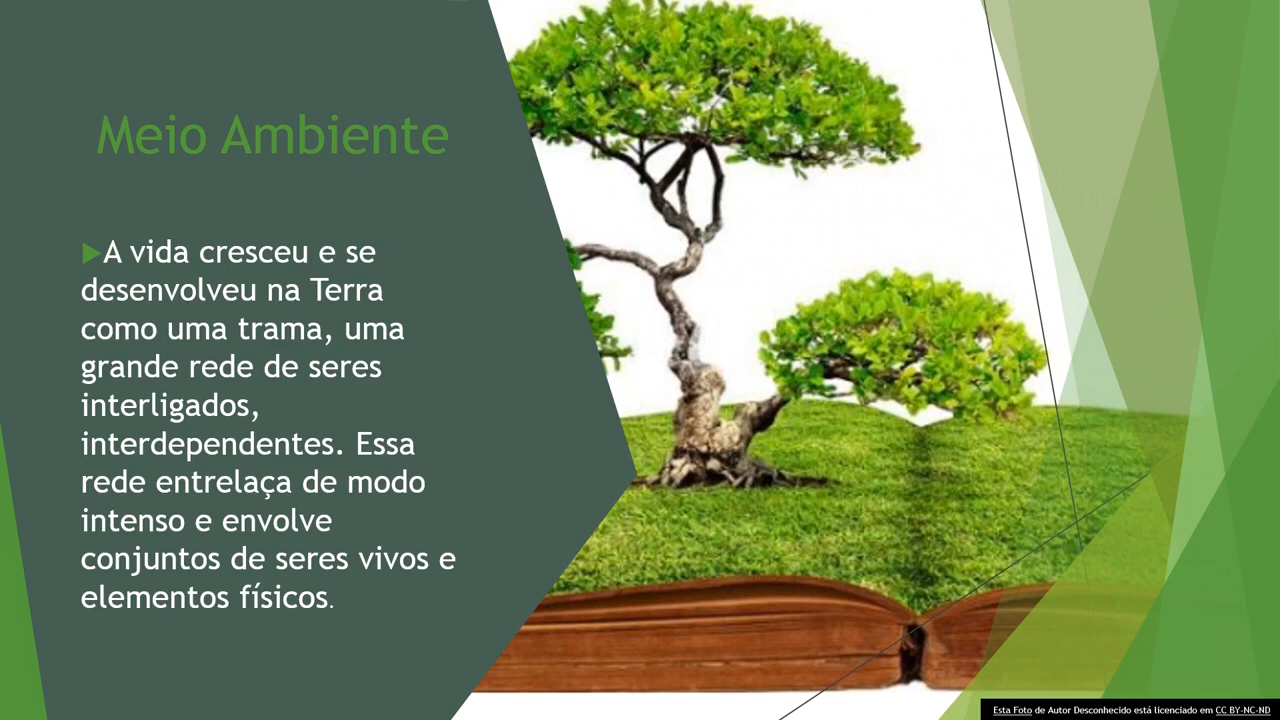 Meio Ambiente
A vida cresceu e se
desenvolveu na Terra
como uma trama, uma
grande rede de seres
interligados,
interdependentes. Essa
rede entrelaça de modo
intenso e envolve
conjuntos de seres vivos e
elementos físicos.
Esta Foto de Autor Desconhecido está licenciado em CC BY-NC-ND